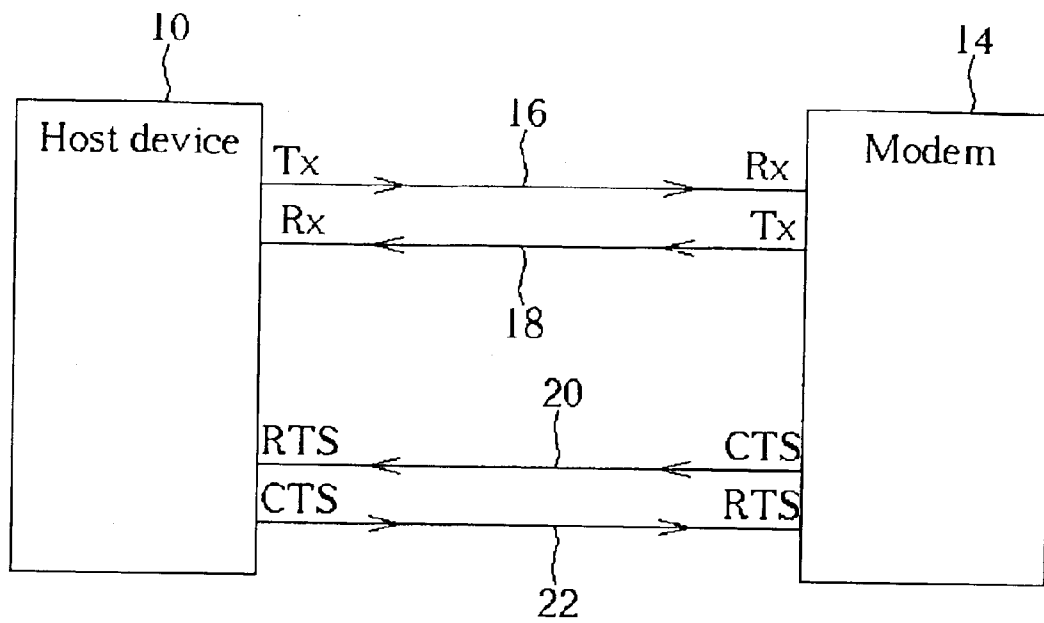 10
14
Host device
16
Modem
Tx
Rx
Rx
Tx
18
20
RTS
CTS
CTS
RTS
22